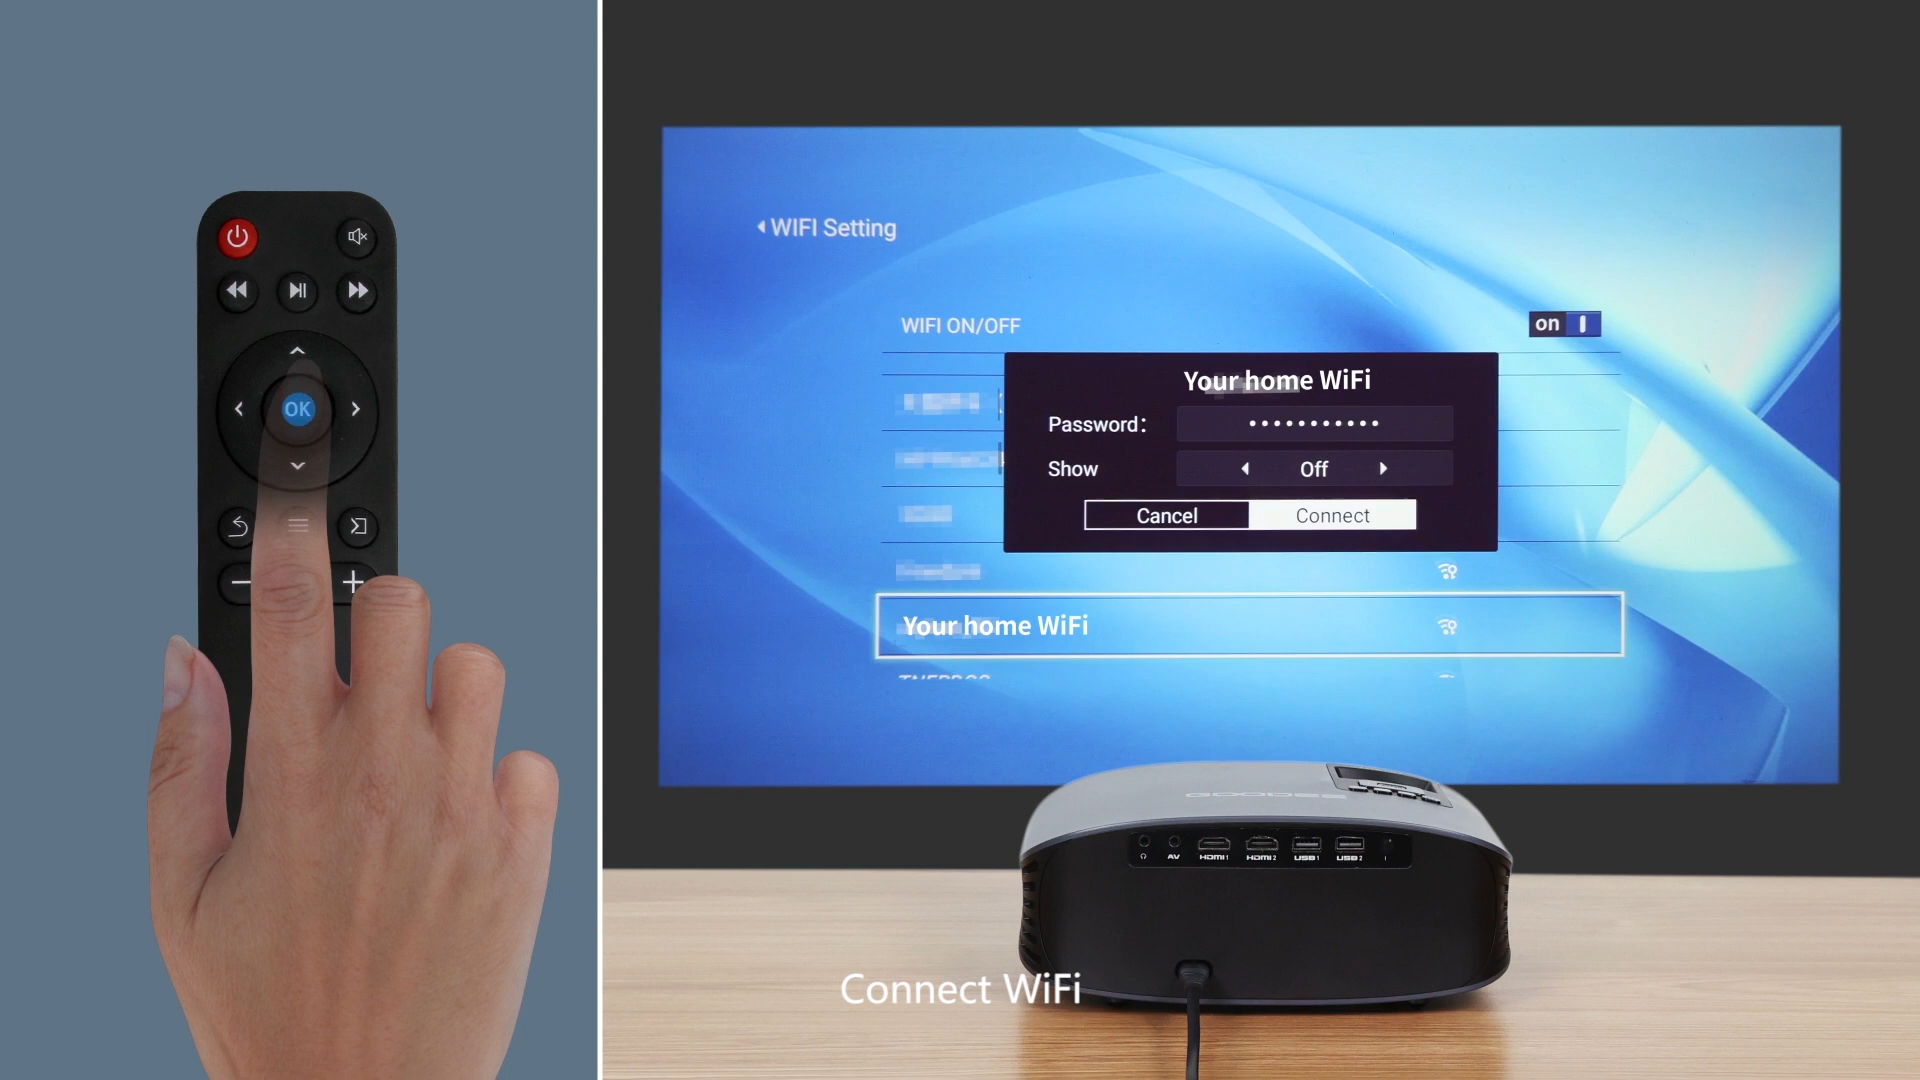 OK
WIFI Setting
WIFI ON/OFF
on
Your home WiFi
Password:
Show
Off
Cancel
Connect
Your home WiFi
GOODEE
AV
HDMI 1
HDMI 2
USB 1
USB 2
Connect WiFi